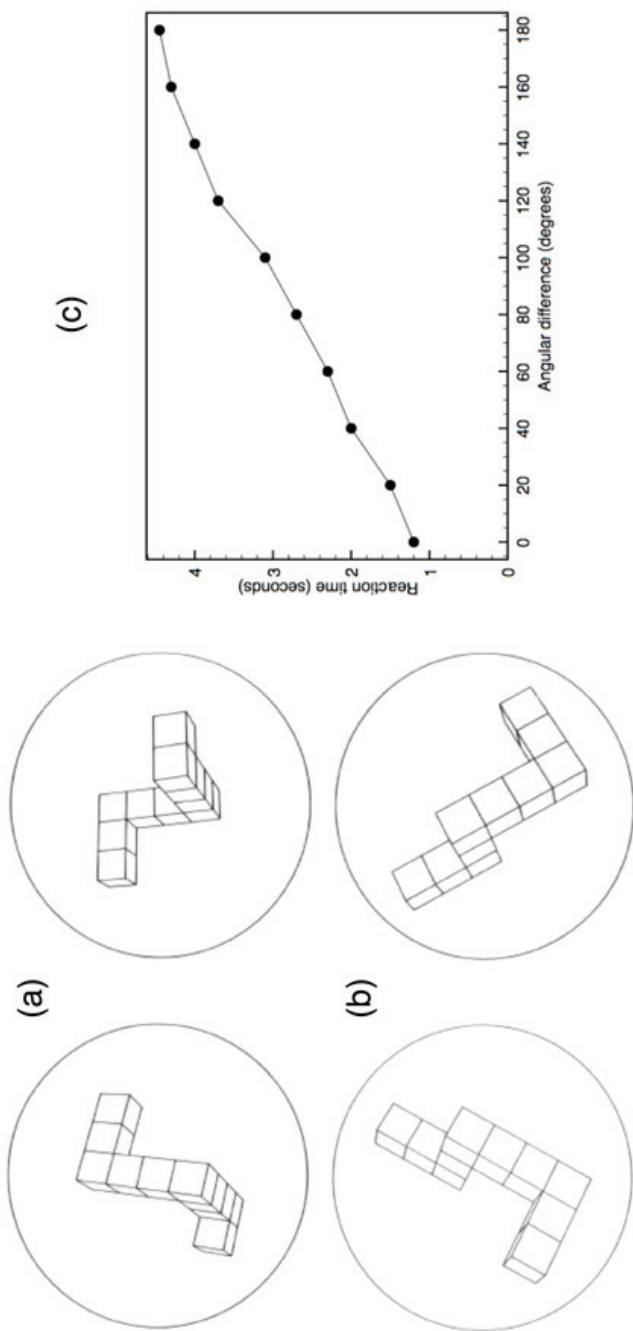 (a)
(b)
(c)
Reaction time (seconds)
4
3
2
1
0
0 20 40 60 80 100 120 140 160 180
Angular difference (degrees)